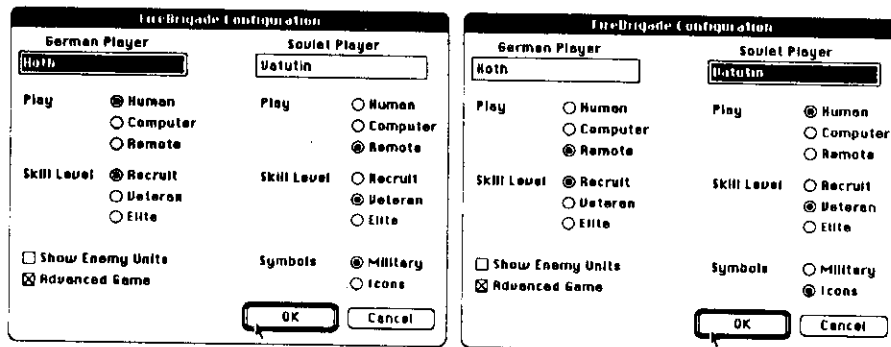 FireBrigade Configuration
German Player Soviet Player
Hoth Vatutin
Play Human Play Human
Computer Computer
Remote Remote
Skill Level Recruit Skill Level Recruit
Veteran Veteran
Elite Elite
Show Enemy Units Symbols Military
Advanced Game Icons
OK Cancel
FireBrigade Configuration
German Player Soviet Player
Hoth Vatutin
Play Human Play Human
Computer Computer
Remote Remote
Skill Level Recruit Skill Level Recruit
Veteran Veteran
Elite Elite
Show Enemy Units Symbols Military
Advanced Game Icons
OK Cancel